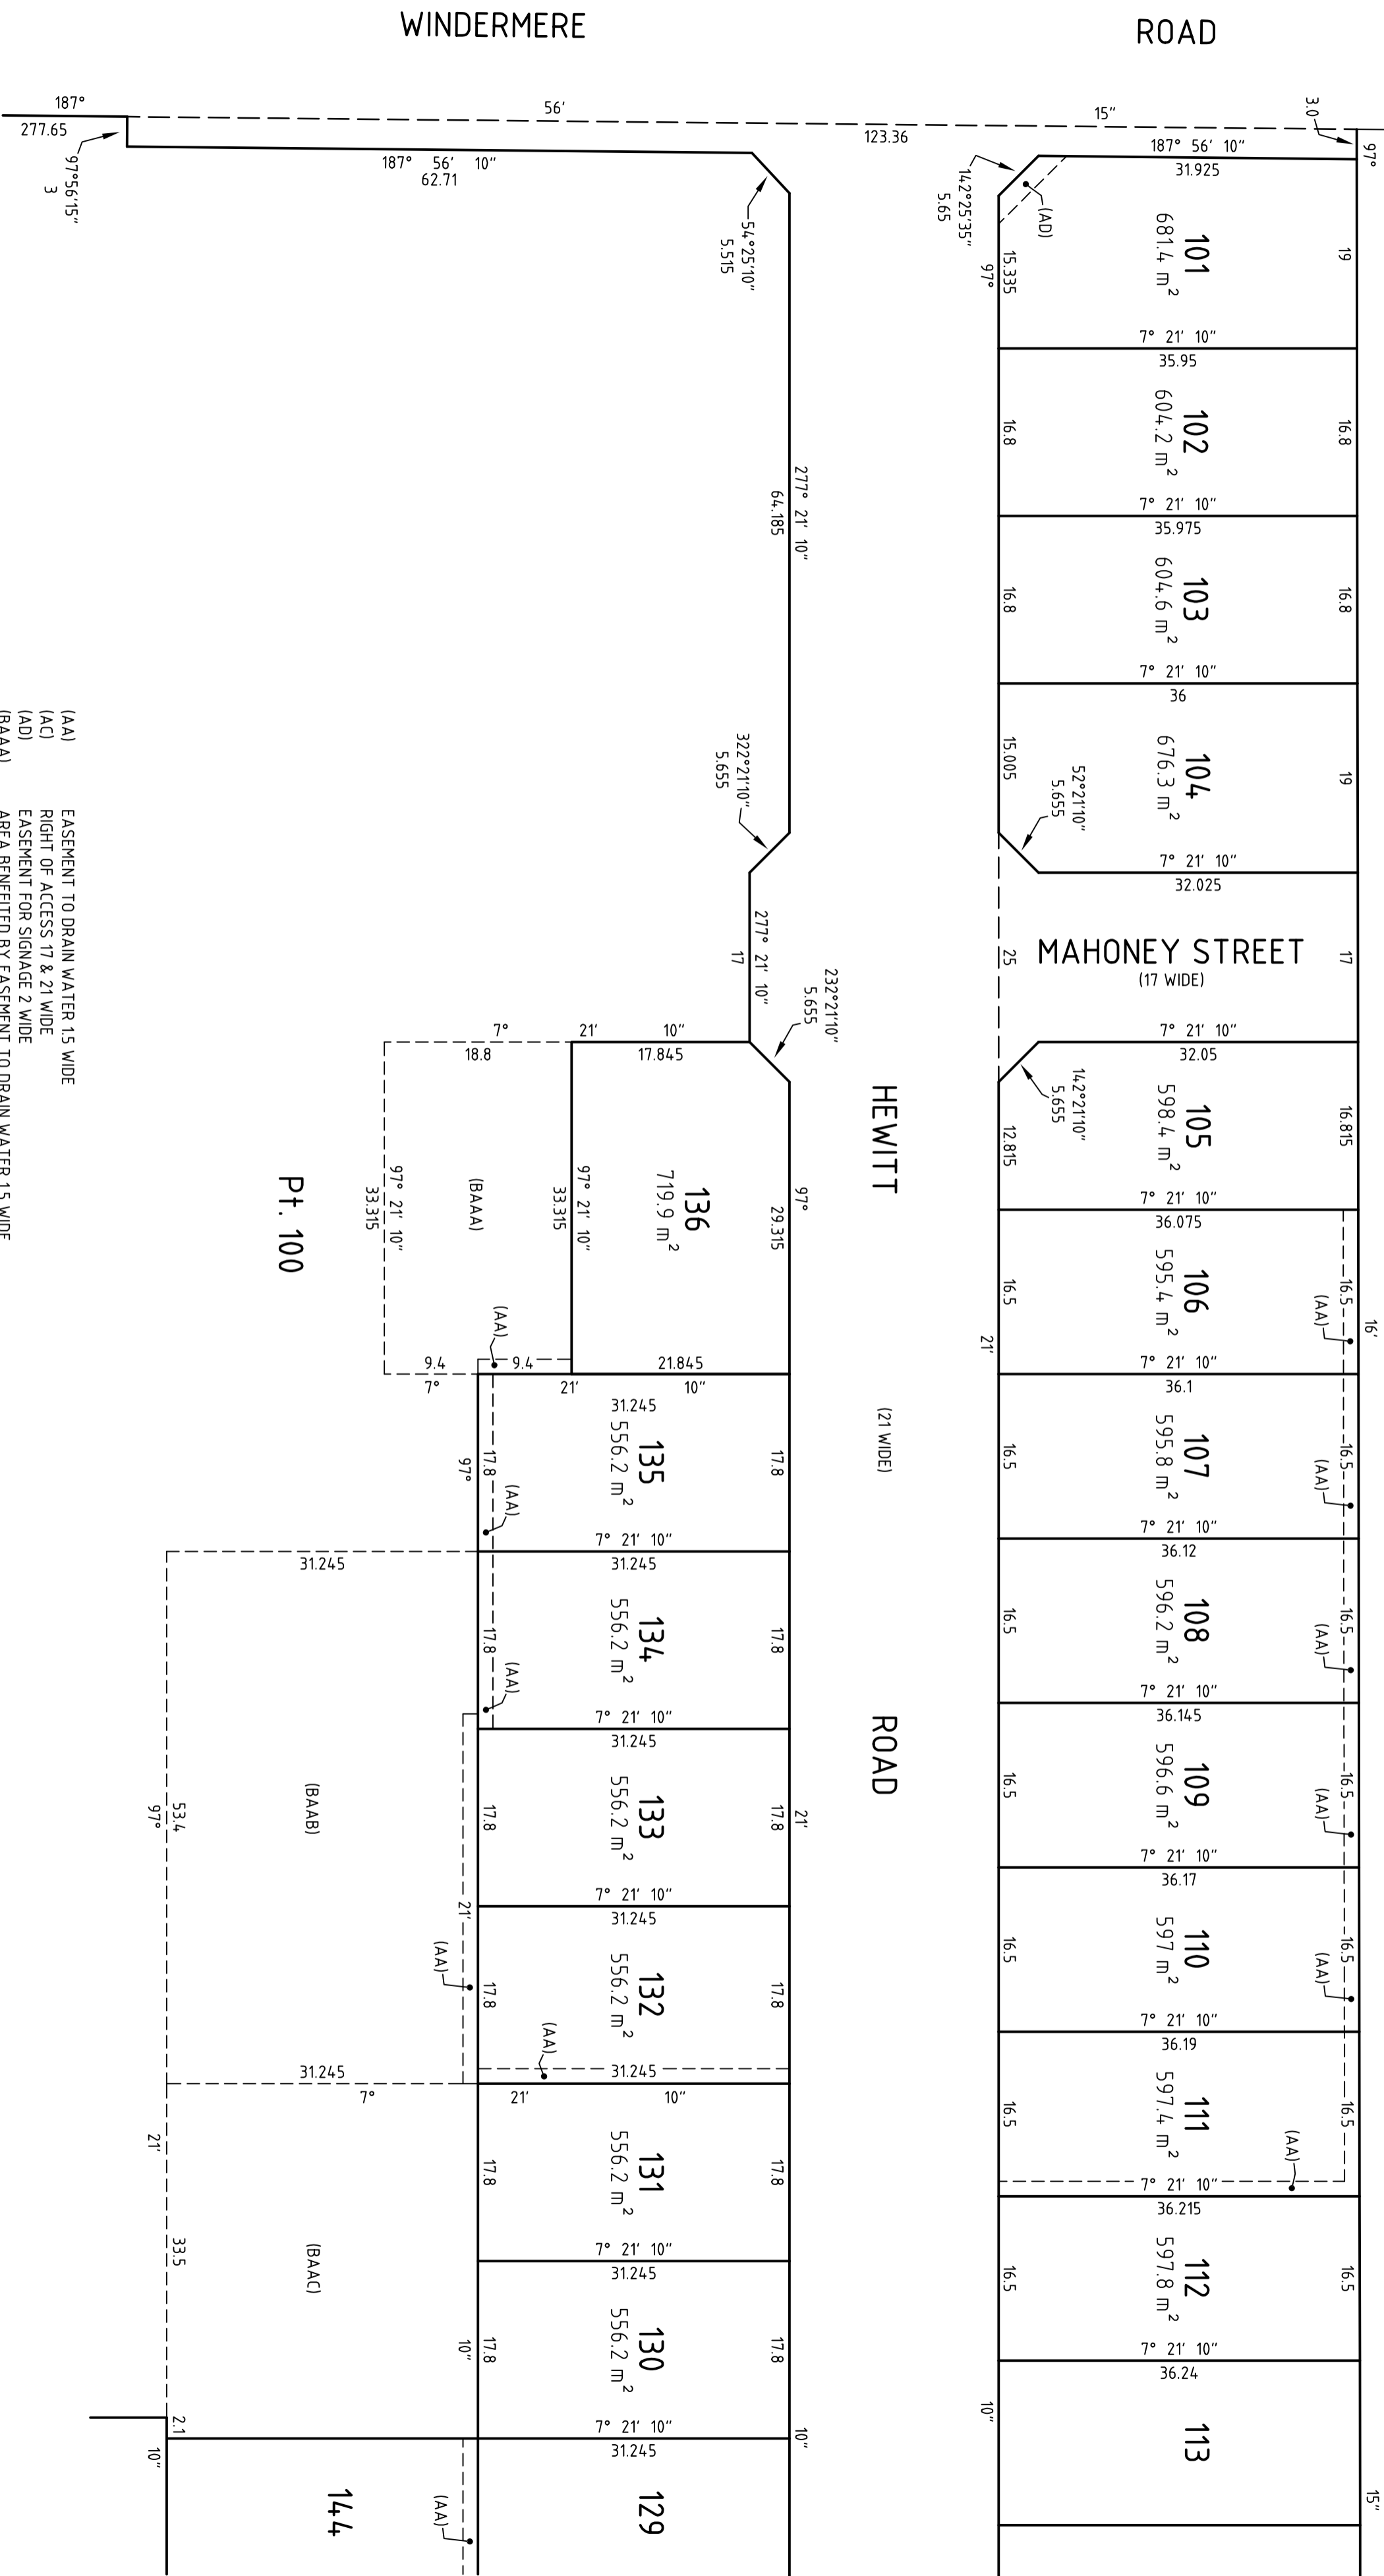 WINDERMERE
ROAD
187°
277.65
56'
123.36
15"
3.0
97°
97°56'15"
3
187° 56' 10"
62.71
54°25'10"
5.515
142°25'35"
5.65
(AD)
187° 56' 10"
31.925
101
681.4 m²
19
15.335
97°
7° 21' 10"
35.95
102
604.2 m²
16.8
16.8
7° 21' 10"
35.975
103
604.6 m²
16.8
16.8
7° 21' 10"
36
104
676.3 m²
19
15.005
52°21'10"
5.655
7° 21' 10"
32.025
MAHONEY STREET
(17 WIDE)
17
25
7° 21' 10"
32.05
142°21'10"
5.655
105
598.4 m²
16.815
12.815
7° 21' 10"
36.075
106
595.4 m²
16.5
(AA)
16.5
16'
21'
7° 21' 10"
36.1
107
595.8 m²
16.5
(AA)
16.5
7° 21' 10"
36.12
108
596.2 m²
16.5
(AA)
16.5
7° 21' 10"
36.145
109
596.6 m²
16.5
(AA)
16.5
7° 21' 10"
36.17
110
597 m²
16.5
(AA)
16.5
7° 21' 10"
36.19
111
597.4 m²
16.5
(AA)
16.5
7° 21' 10"
36.215
112
597.8 m²
16.5
16.5
7° 21' 10"
36.24
113
10"
15"
HEWITT
(21 WIDE)
ROAD
277° 21' 10"
64.185
322°21'10"
5.655
277° 21' 10"
17
232°21'10"
5.655
7° 21' 10"
18.8
17.845
97°
29.315
136
719.9 m²
97° 21' 10"
33.315
(BAAA)
97° 21' 10"
33.315
Pt. 100
(AA)
9.4
9.4
21.845
7° 21' 10"
31.245
135
556.2 m²
17.8
17.8
97°
(AA)
7° 21' 10"
31.245
31.245
134
556.2 m²
17.8
17.8
(AA)
7° 21' 10"
31.245
133
556.2 m²
17.8
21'
17.8
7° 21' 10"
31.245
(BAAB)
53.4
97°
21'
(AA)
132
556.2 m²
17.8
17.8
(AA)
31.245
31.245
7° 21' 10"
131
556.2 m²
17.8
17.8
7° 21' 10"
31.245
21'
33.5
(BAAC)
130
556.2 m²
17.8
17.8
10"
7° 21' 10"
31.245
10"
2.1
10"
144
(AA)
129
(AA) EASEMENT TO DRAIN WATER 1.5 WIDE
(AC) RIGHT OF ACCESS 17 & 21 WIDE
(AD) EASEMENT FOR SIGNAGE 2 WIDE
(BAAA) AREA BENEFITED BY EASEMENT TO DRAIN WATER 1.5 WIDE